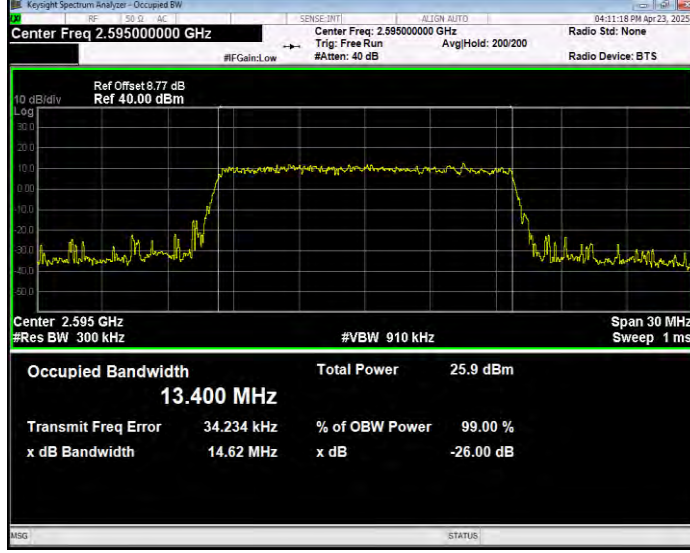 Keysight Spectrum Analyzer - Occupied BW
RF 50 Ω AC SENSE:INT ALIGN AUTO 04:11:18 PM Apr 23, 2025
Center Freq 2.595000000 GHz
Center Freq: 2.595000000 GHz
Radio Std: None
Trig: Free Run Avg|Hold: 200/200
#IFGain:Low #Atten: 40 dB Radio Device: BTS
Ref Offset 8.77 dB
10 dB/div Ref 40.00 dBm
Log
30.0
20.0
10.0
0.00
-10.0
-20.0
-30.0
-40.0
-50.0
Center 2.595 GHz Span 30 MHz
#Res BW 300 kHz #VBW 910 kHz Sweep 1 ms
Occupied Bandwidth Total Power 25.9 dBm
13.400 MHz
Transmit Freq Error 34.234 kHz % of OBW Power 99.00 %
x dB Bandwidth 14.62 MHz x dB -26.00 dB
MSG STATUS